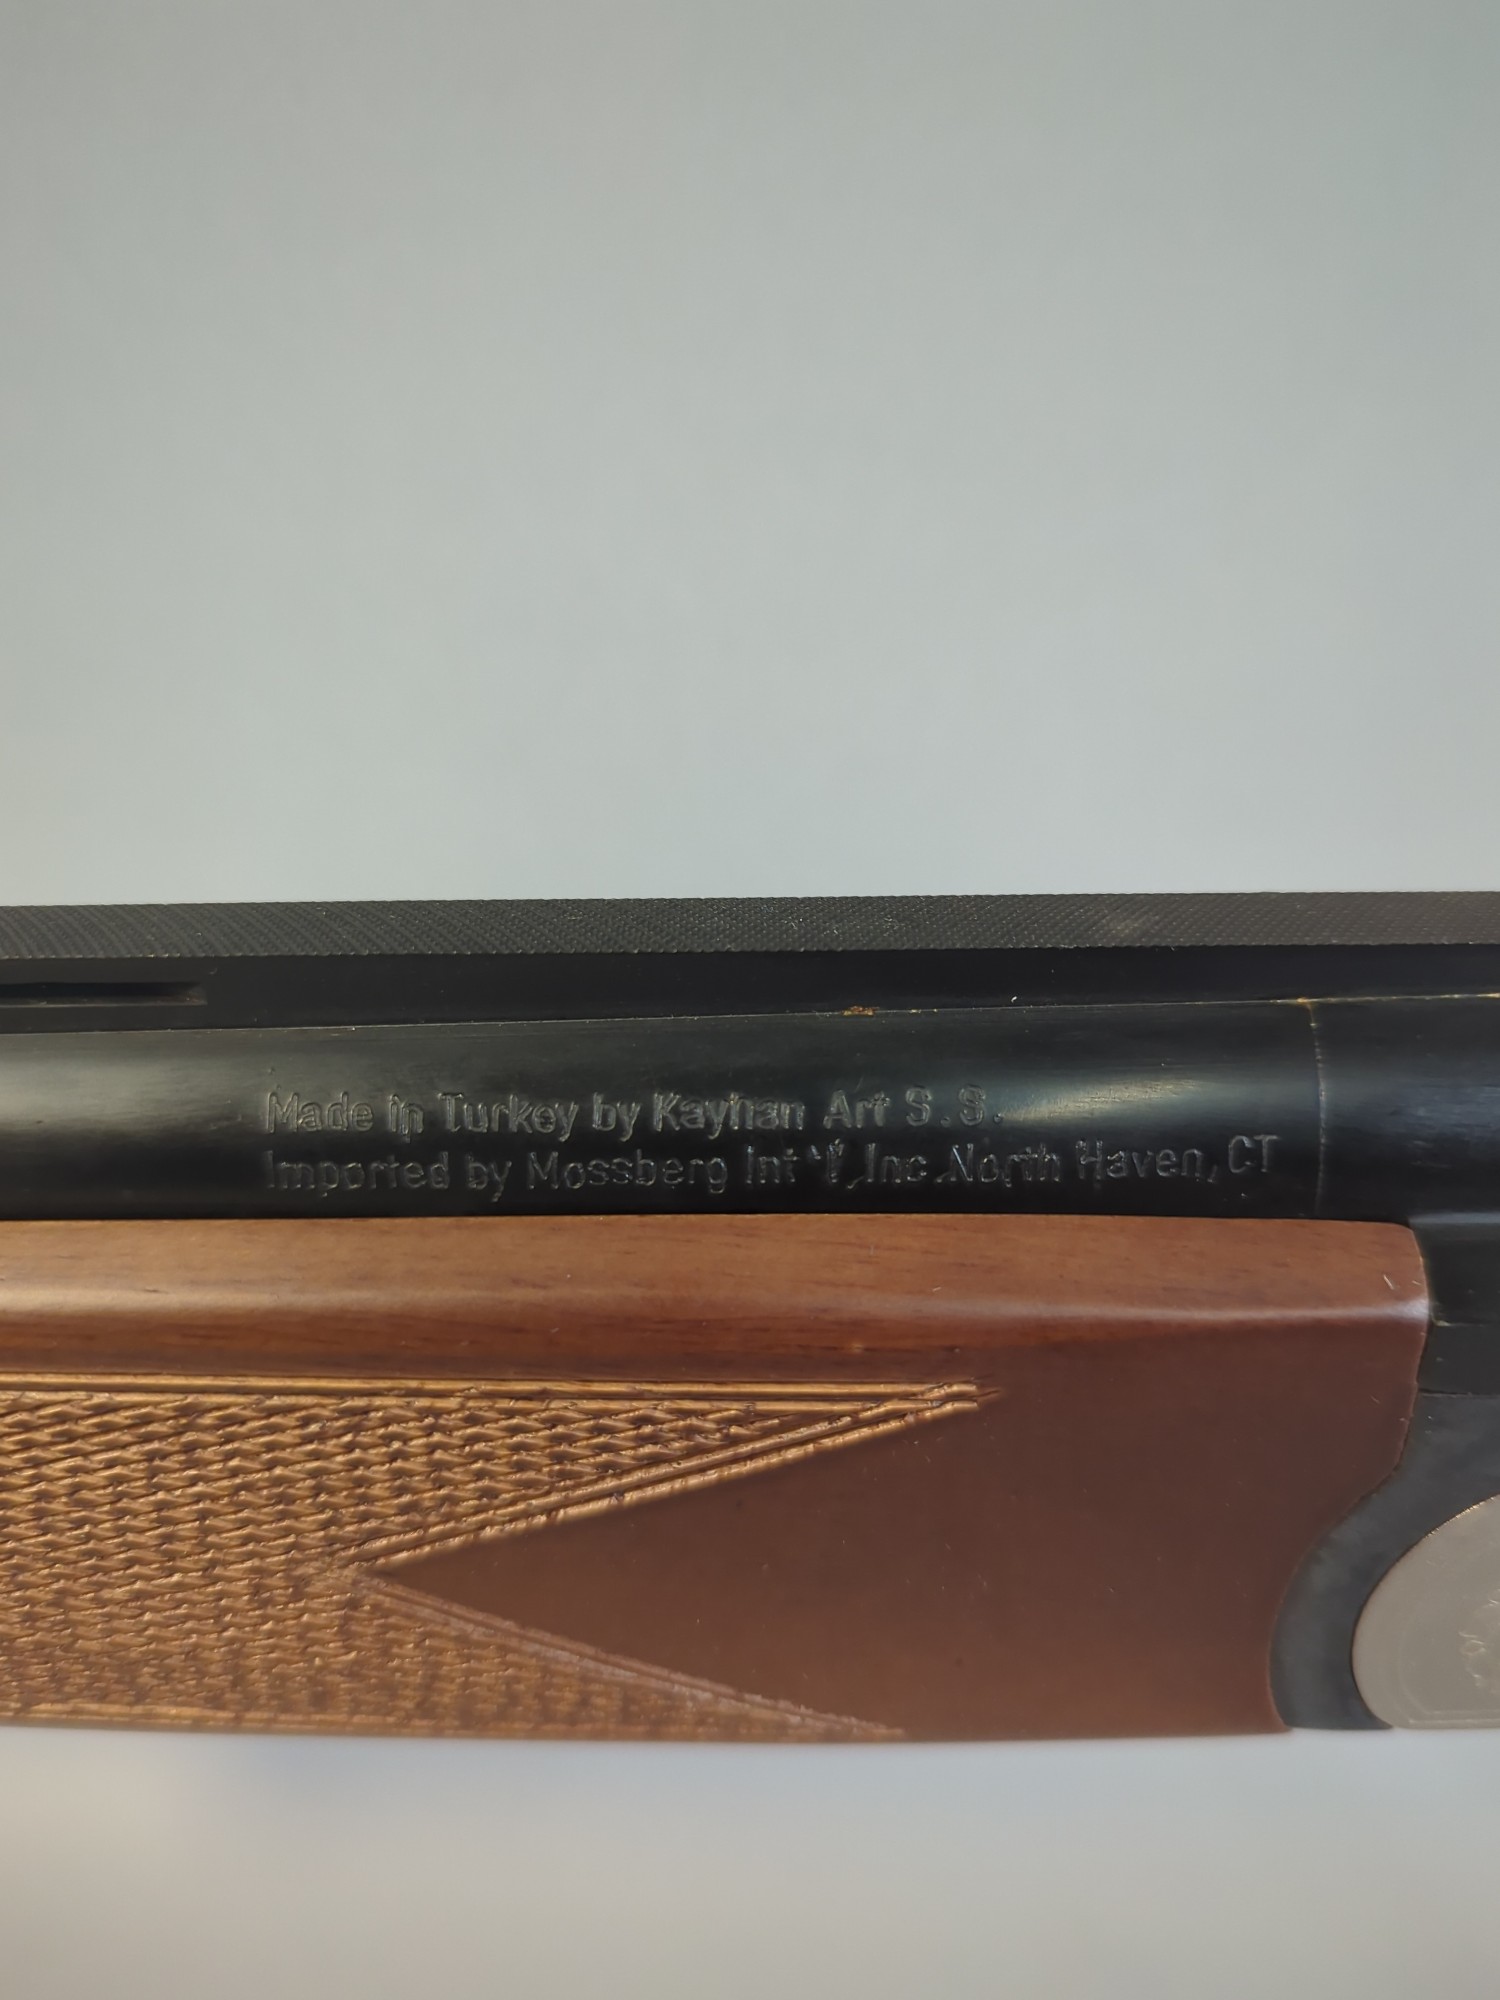 Made in Turkey by Kayhan Art S.S.
Imported by Mossberg Int'l, Inc. North Haven, CT